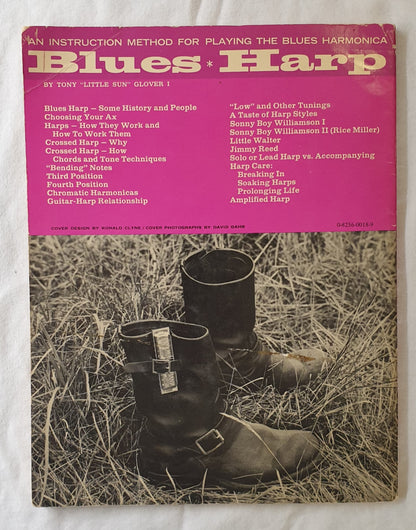 AN INSTRUCTION METHOD FOR PLAYING THE BLUES HARMONICA
Blues * Harp
BY TONY "LITTLE SUN" GLOVER 1
Blues Harp — Some History and People
Choosing Your Ax
Harps — How They Work and
How To Work Them
Crossed Harp — Why
Crossed Harp — How
Chords and Tone Techniques
"Bending" Notes
Third Position
Fourth Position
Chromatic Harmonicas
Guitar-Harp Relationship
"Low" and Other Tunings
A Taste of Harp Styles
Sonny Boy Williamson I
Sonny Boy Williamson II (Rice Miller)
Little Walter
Jimmy Reed
Solo or Lead Harp vs. Accompanying
Harp Care:
Breaking In
Soaking Harps
Prolonging Life
Amplified Harp
COVER DESIGN BY RONALD CLYNE / COVER PHOTOGRAPHS BY DAVID GAHR
0-8256-0018-9